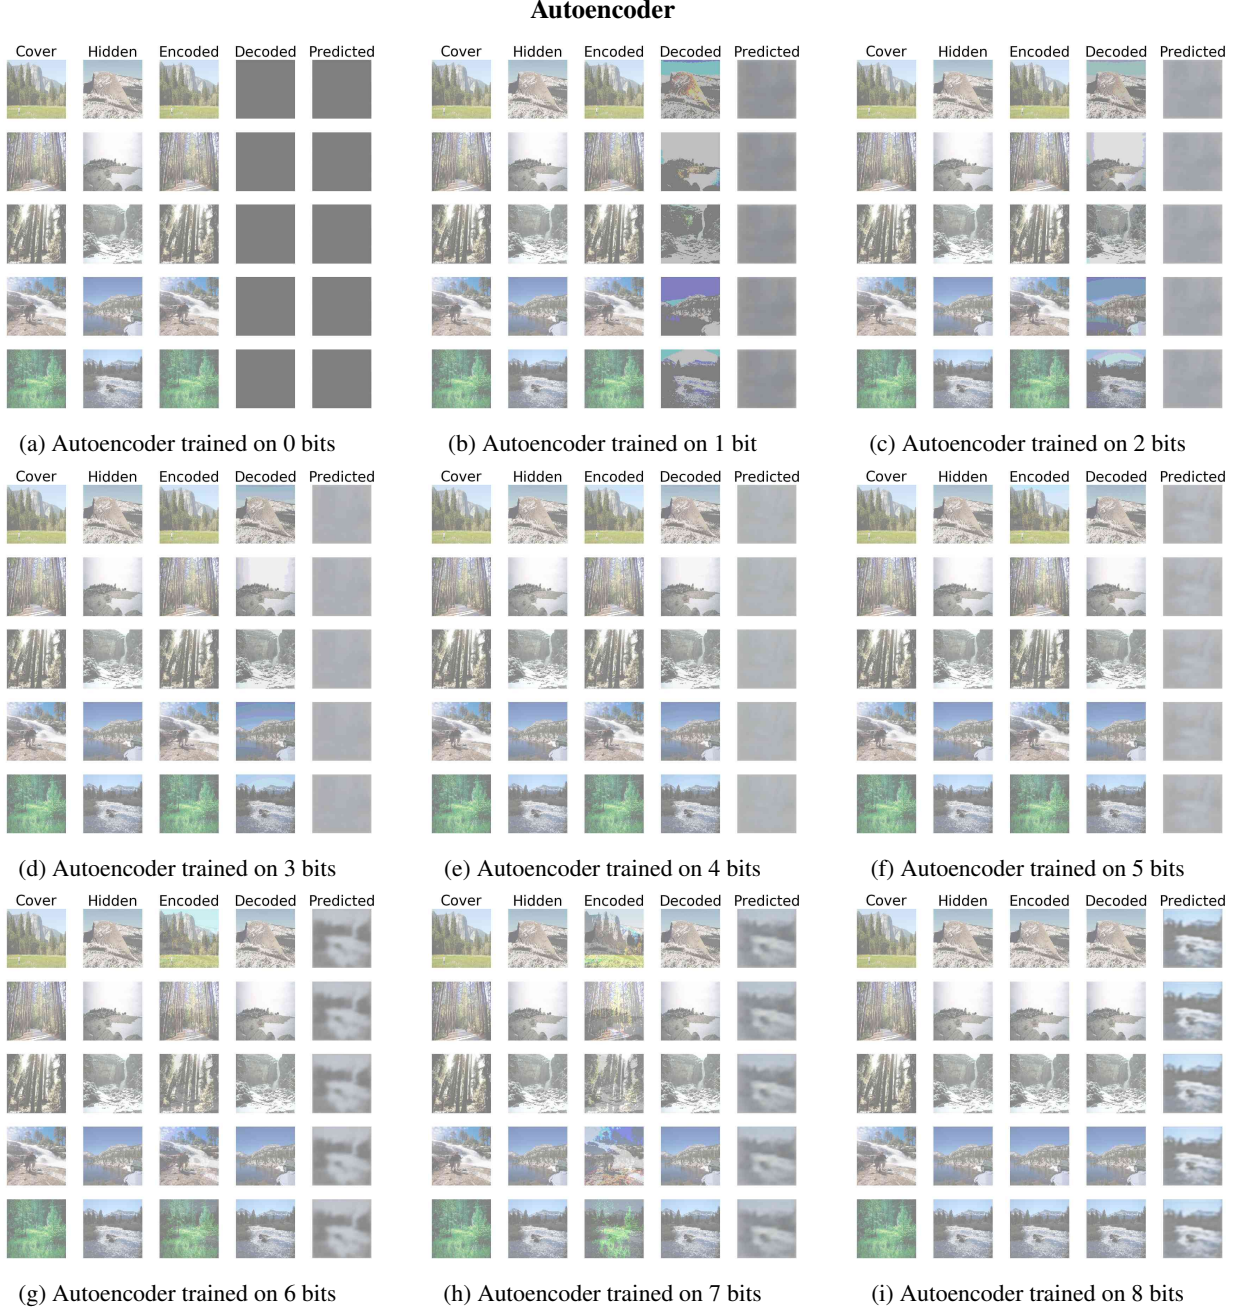 Autoencoder
Cover Hidden Encoded Decoded Predicted
Cover Hidden Encoded Decoded Predicted
Cover Hidden Encoded Decoded Predicted
(a) Autoencoder trained on 0 bits
(b) Autoencoder trained on 1 bit
(c) Autoencoder trained on 2 bits
Cover Hidden Encoded Decoded Predicted
Cover Hidden Encoded Decoded Predicted
Cover Hidden Encoded Decoded Predicted
(d) Autoencoder trained on 3 bits
(e) Autoencoder trained on 4 bits
(f) Autoencoder trained on 5 bits
Cover Hidden Encoded Decoded Predicted
Cover Hidden Encoded Decoded Predicted
Cover Hidden Encoded Decoded Predicted
(g) Autoencoder trained on 6 bits
(h) Autoencoder trained on 7 bits
(i) Autoencoder trained on 8 bits